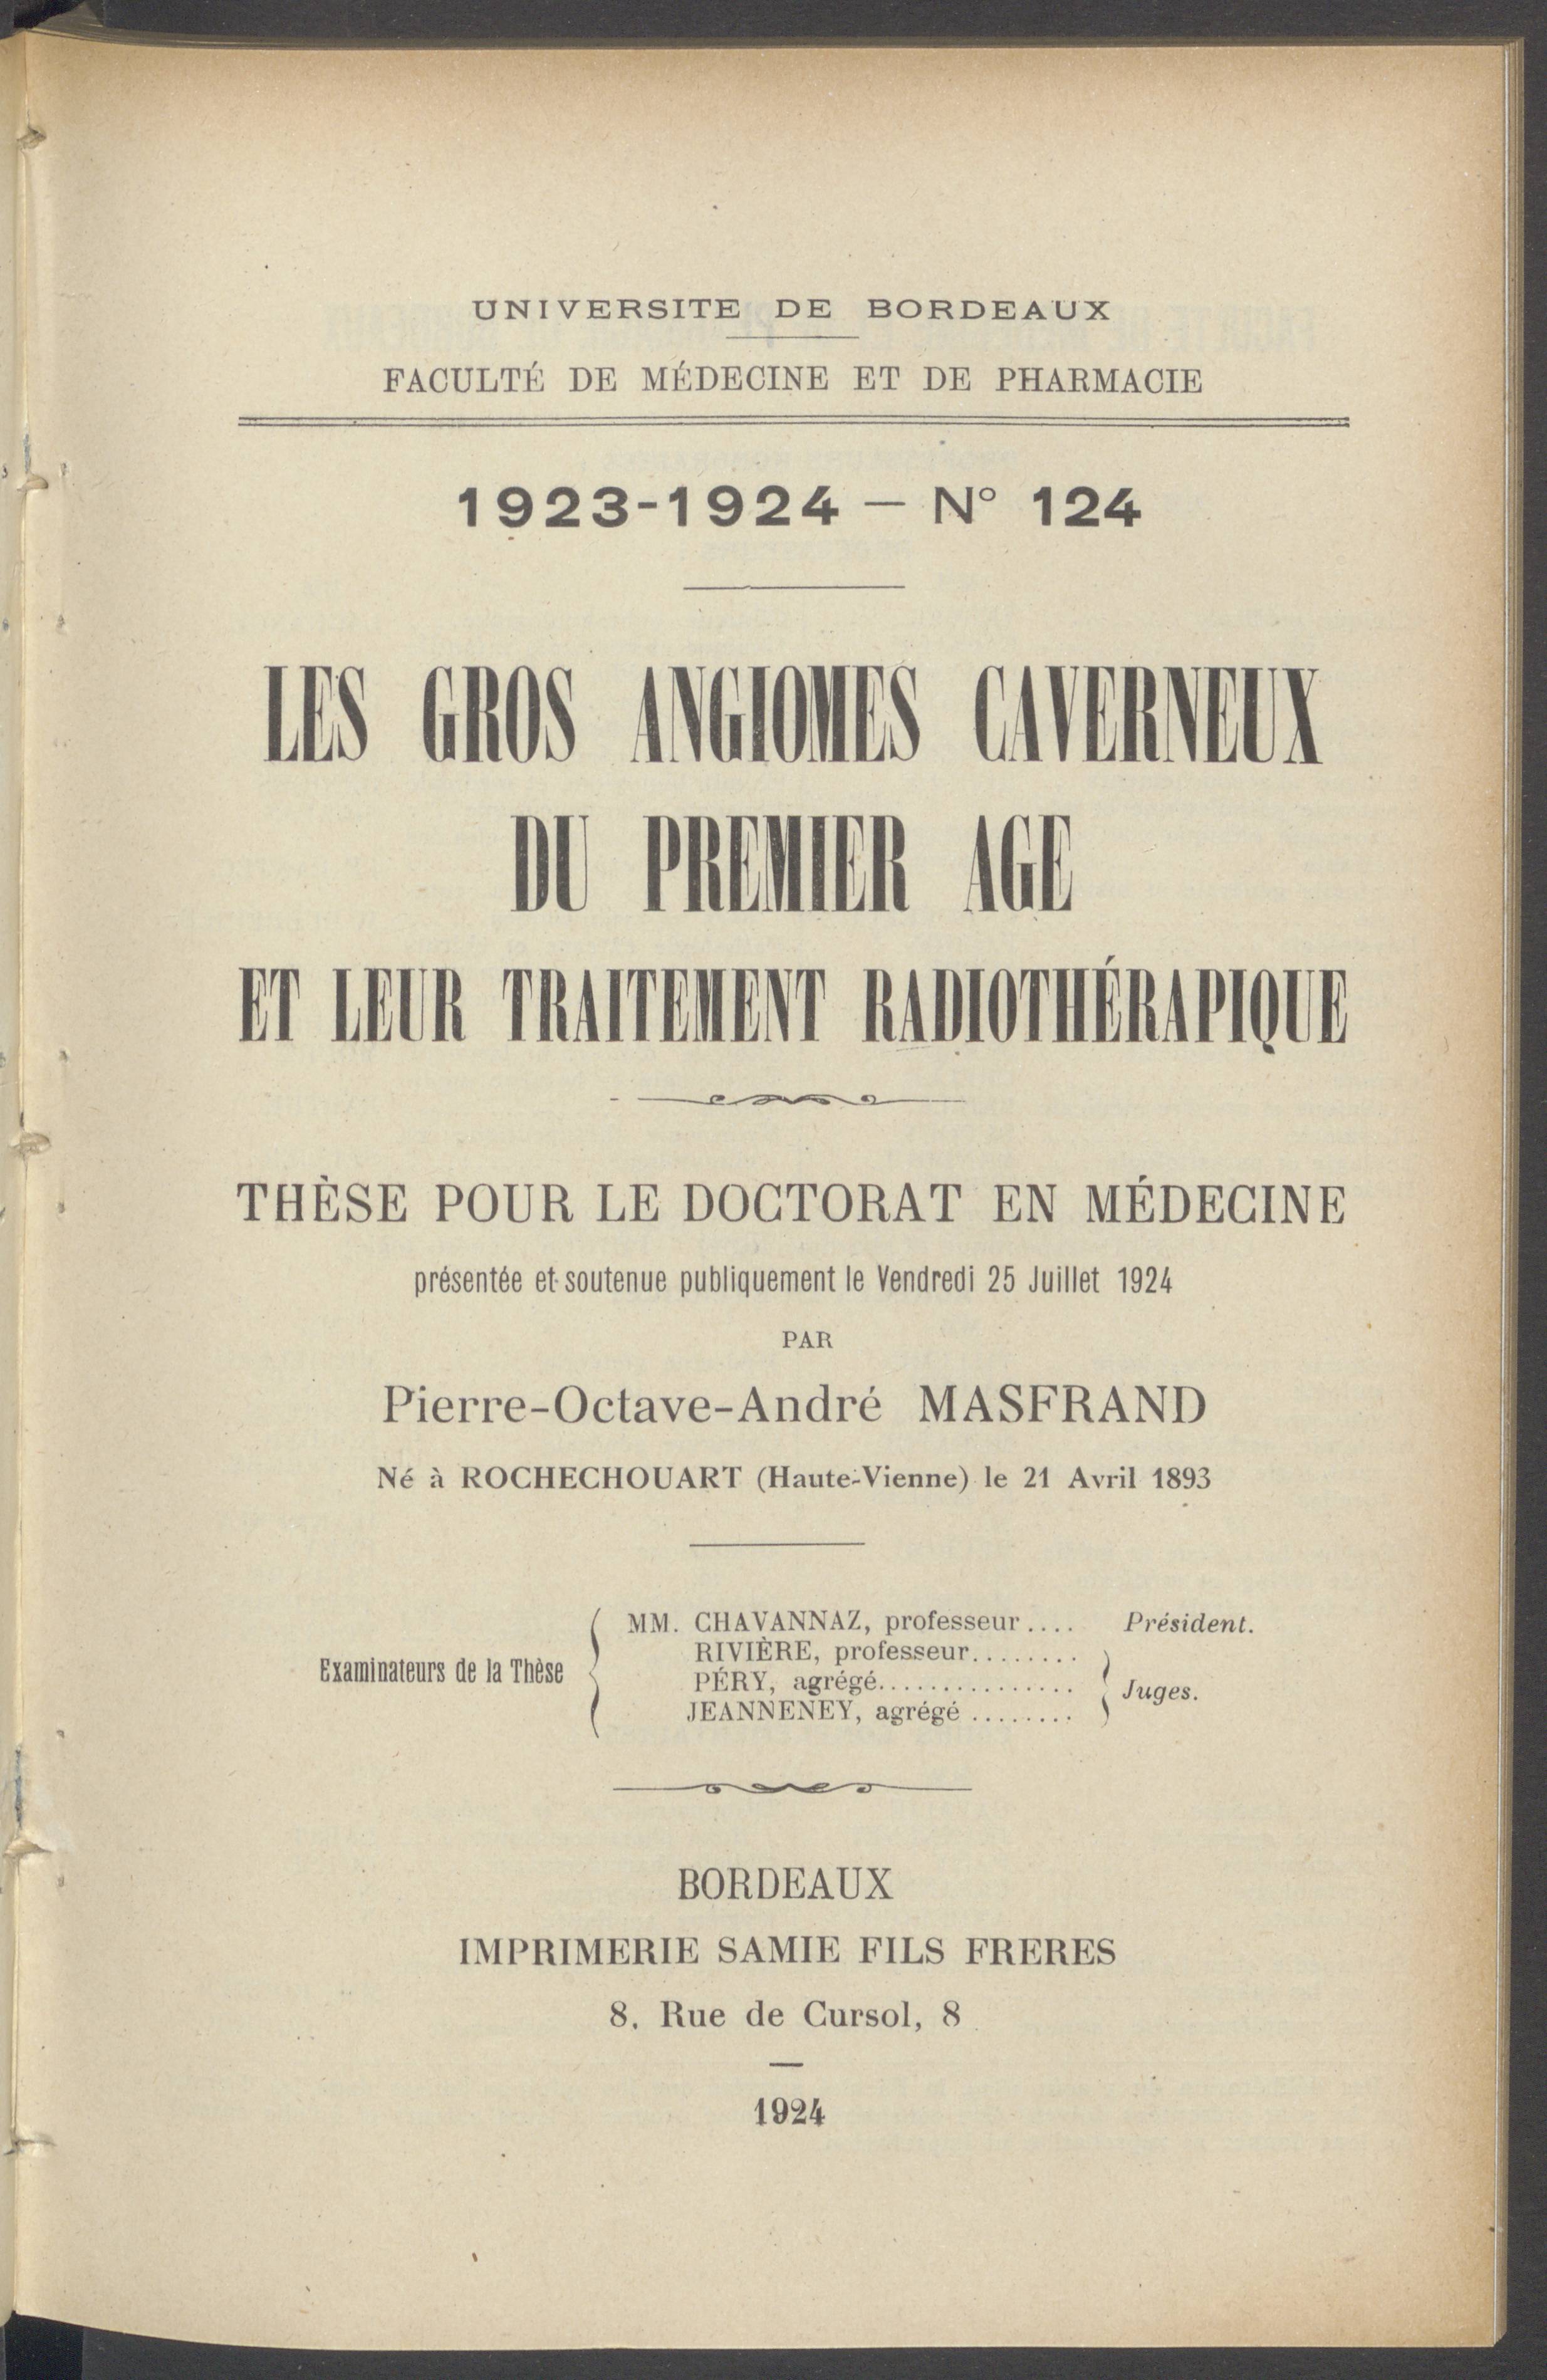 UNIVERSITE DE BORDEAUX
FACULTÉ DE MÉDECINE ET DE PHARMACIE
1923-1924 — N° 124
LES GROS ANGIOMES CAVERNEUX
DU PREMIER AGE
ET LEUR TRAITEMENT RADIOTHÉRAPIQUE
THÈSE POUR LE DOCTORAT EN MÉDECINE
présentée et soutenue publiquement le Vendredi 25 Juillet 1924
PAR
Pierre-Octave-André MASFRAND
Né à ROCHECHOUART (Haute-Vienne) le 21 Avril 1893
Examinateurs de la Thèse
MM. CHAVANNAZ, professeur.... Président.
RIVIÈRE, professeur........
PÉRY, agrégé...............
JEANNENEY, agrégé ........
Juges.
BORDEAUX
IMPRIMERIE SAMIE FILS FRERES
8, Rue de Cursol, 8
1924